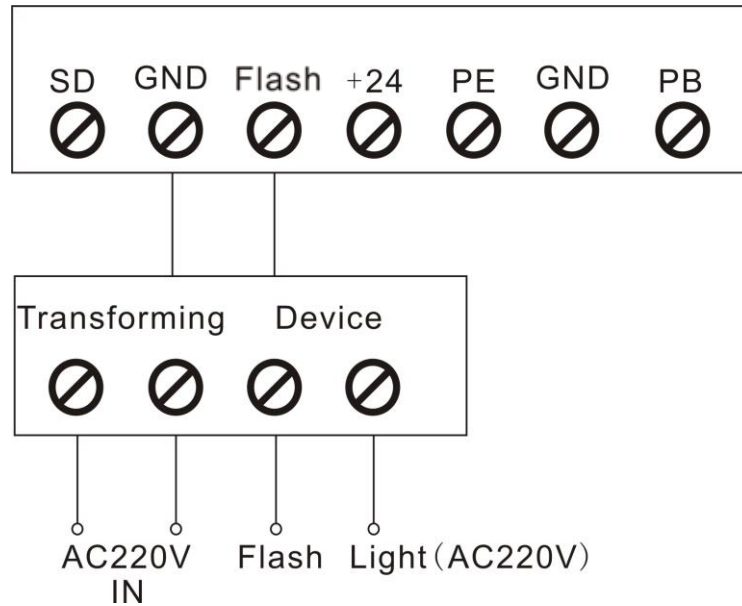 SD GND Flash +24 PE GND PB
Transforming Device
AC220V Flash Light(AC220V)
IN